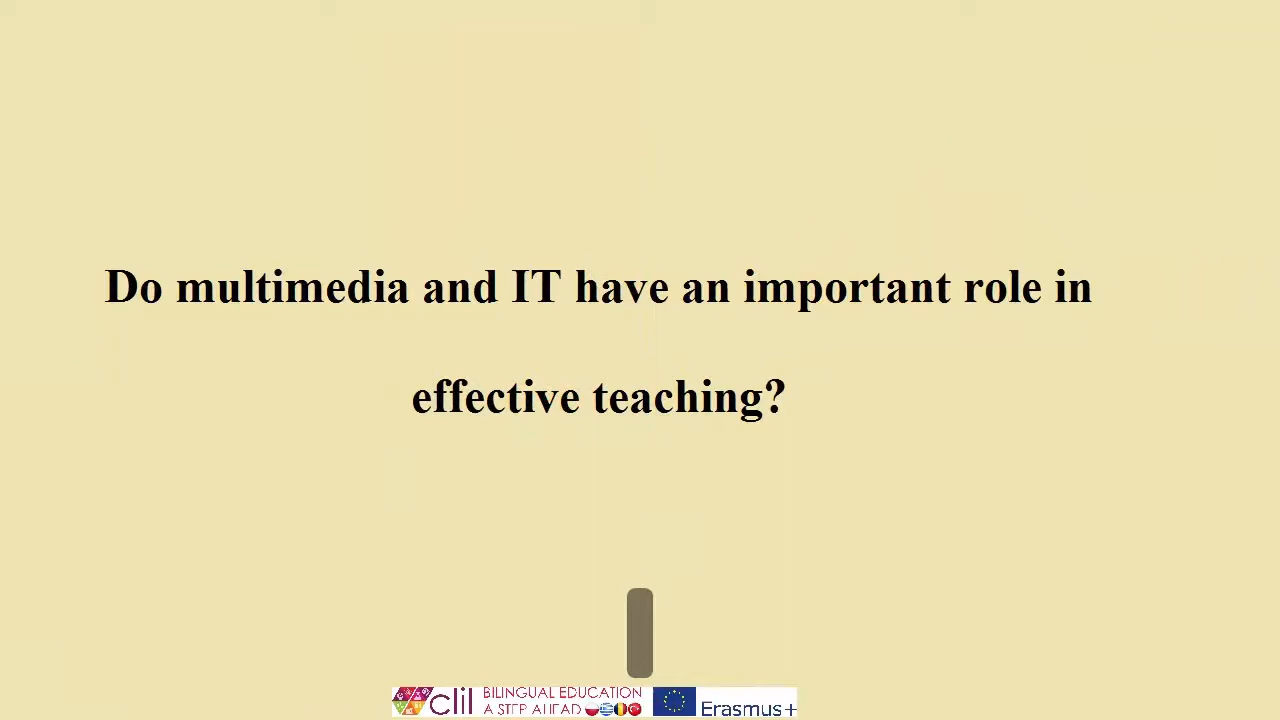 Do multimedia and IT have an important role in
effective teaching?
clil
BILINGUAL EDUCATION
A STEP AHEAD
Erasmus+